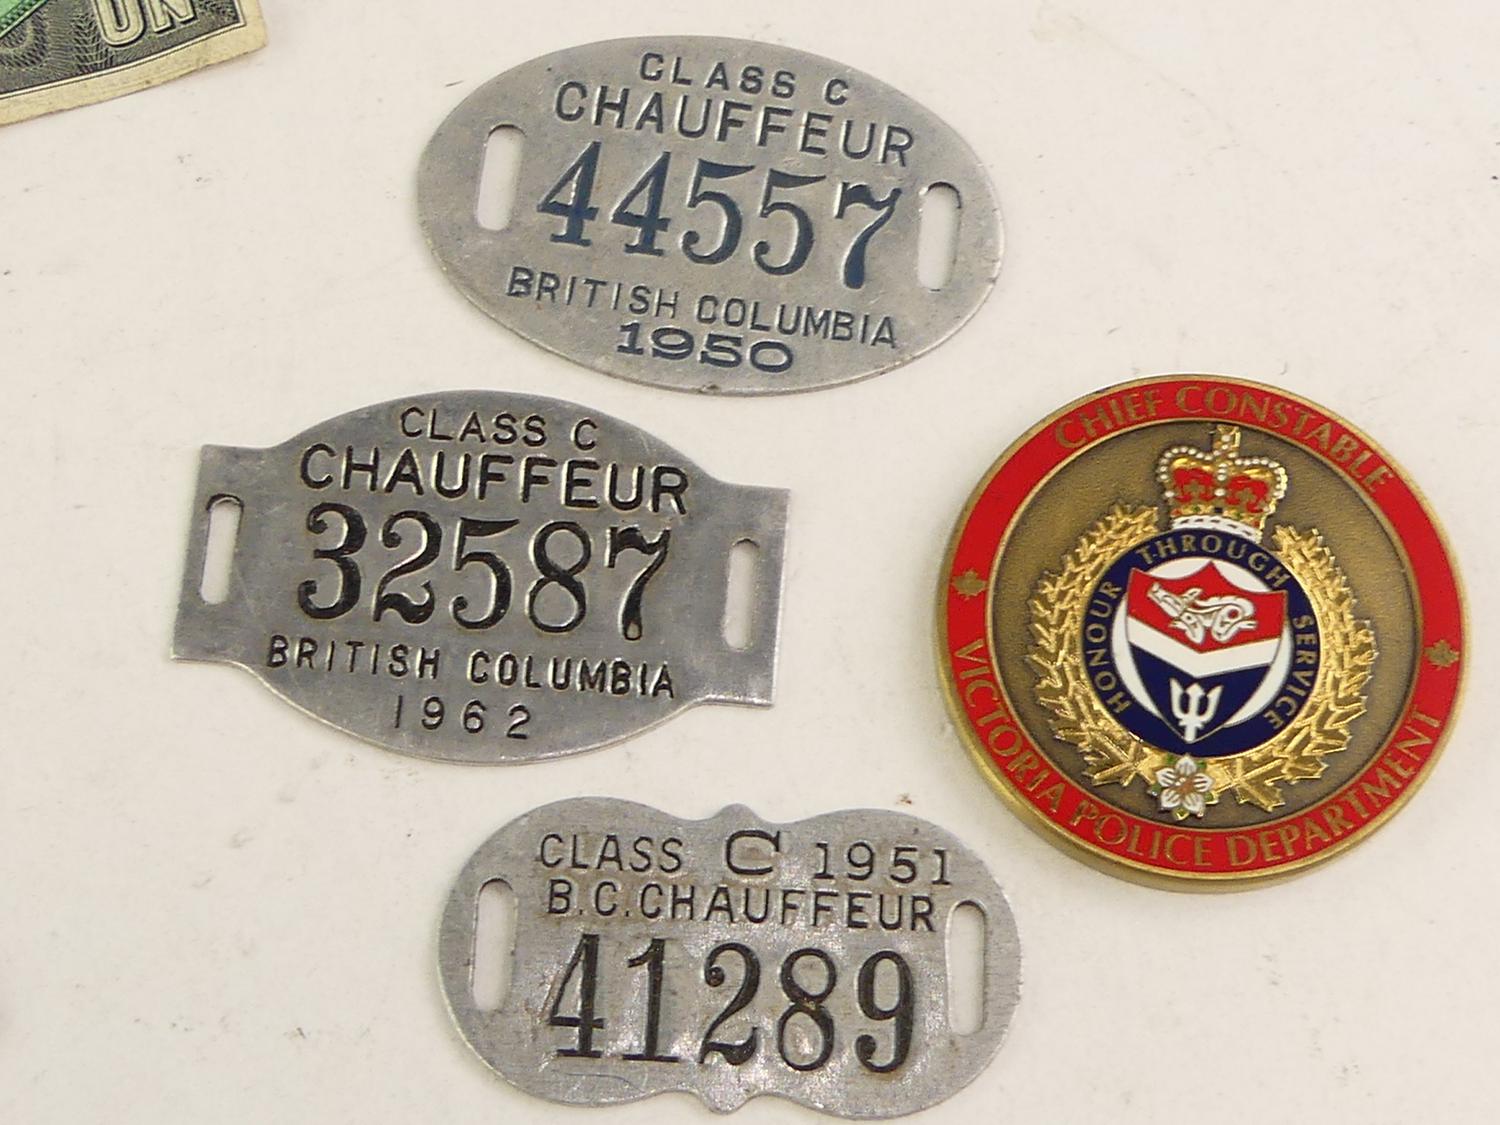 UN
CLASS C
CHAUFFEUR
44557
BRITISH COLUMBIA
1950
CLASS C
CHAUFFEUR
32587
BRITISH COLUMBIA
1962
CHIEF CONSTABLE
HONOUR THROUGH SERVICE
VICTORIA POLICE DEPARTMENT
CLASS C 1951
B.C. CHAUFFEUR
41289